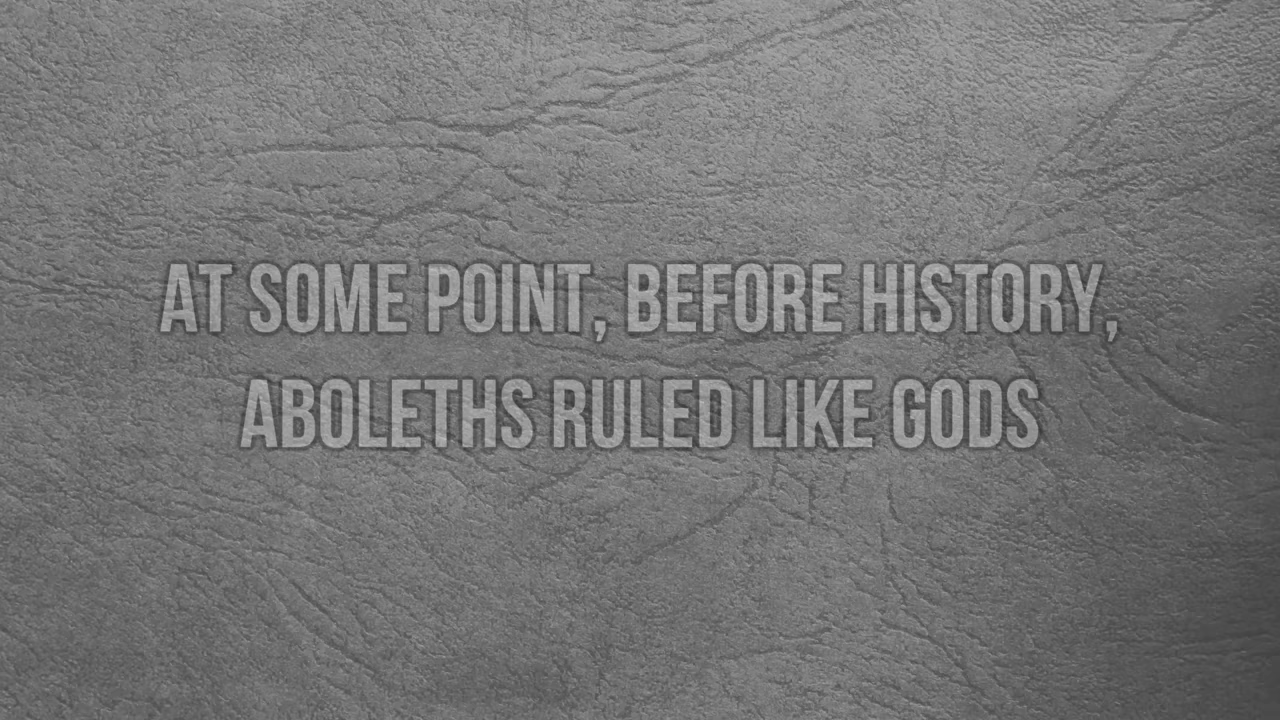 AT SOME POINT, BEFORE HISTORY,
ABOLETHS RULED LIKE GODS